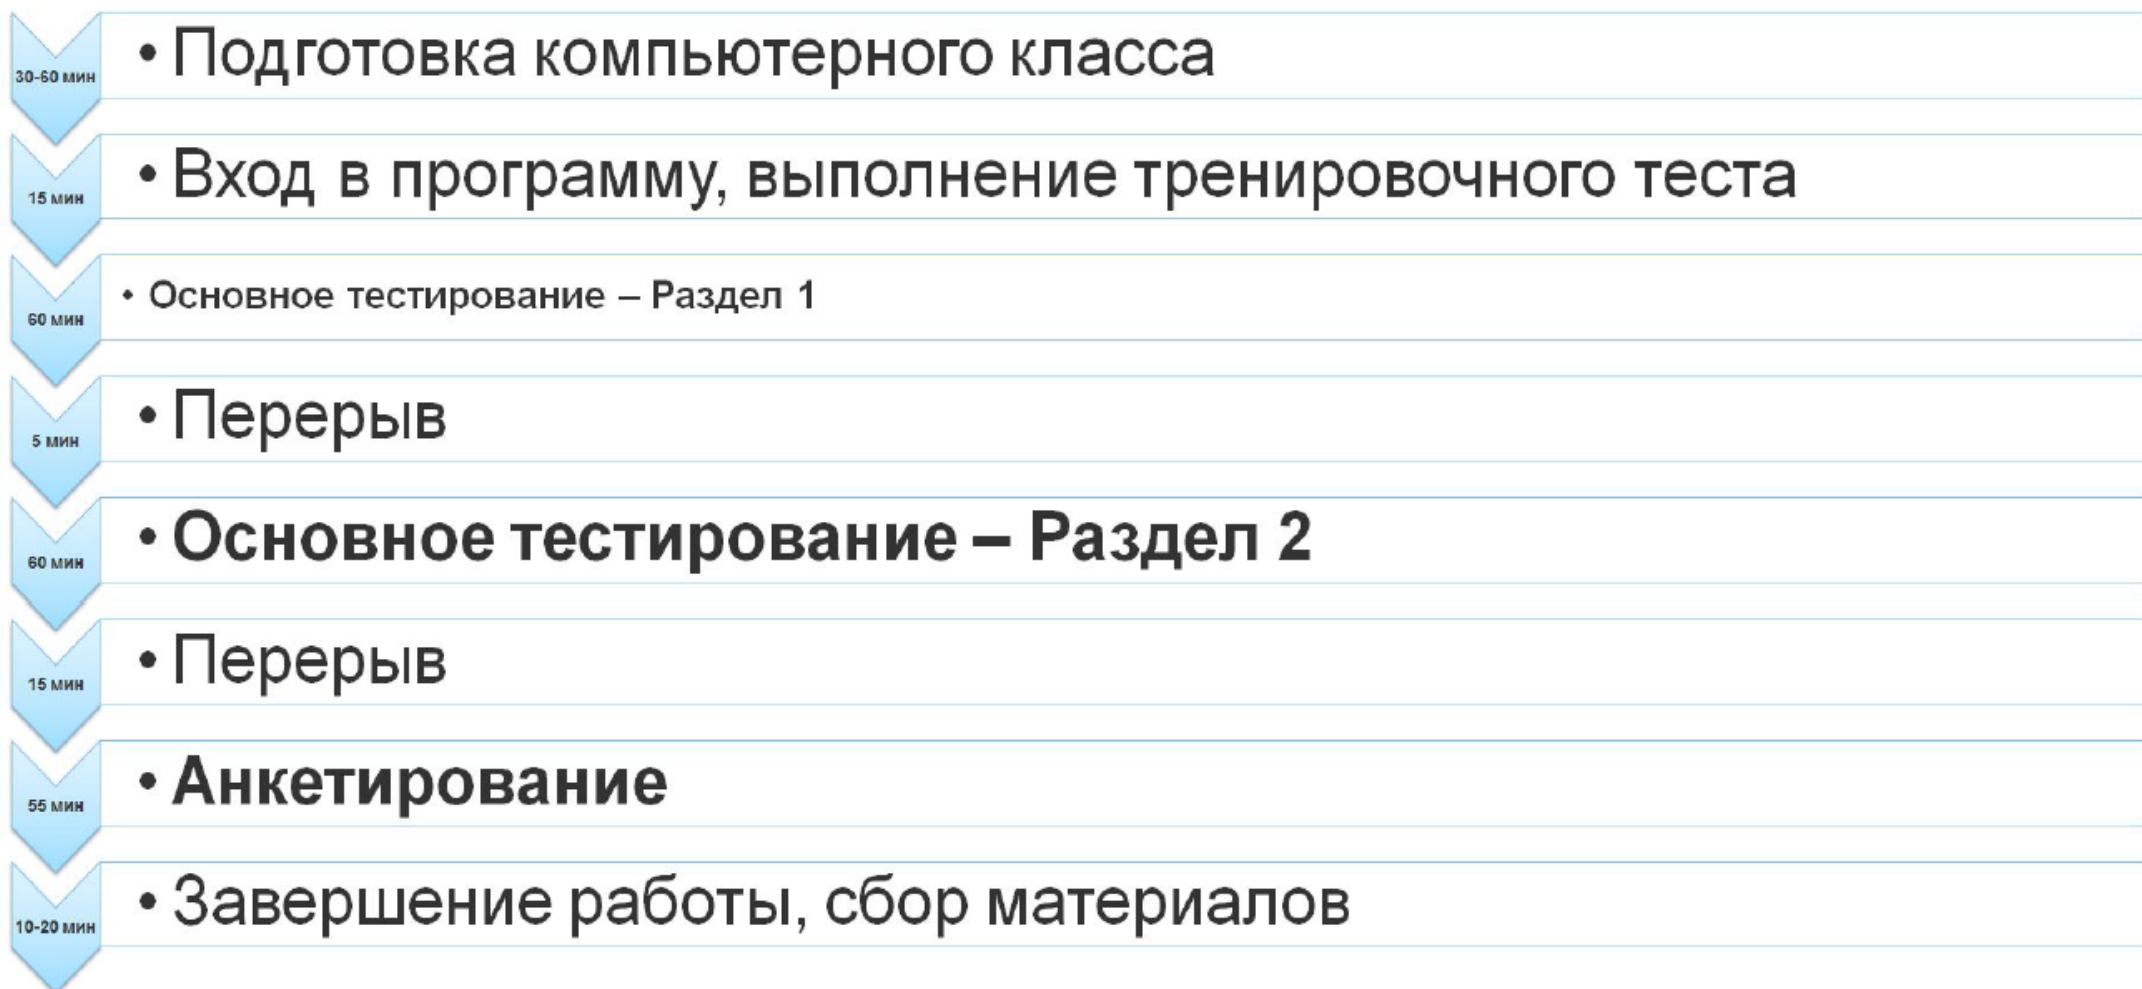 30-60 мин
• Подготовка компьютерного класса
15 мин
• Вход в программу, выполнение тренировочного теста
60 мин
• Основное тестирование – Раздел 1
5 мин
• Перерыв
60 мин
• Основное тестирование – Раздел 2
15 мин
• Перерыв
55 мин
• Анкетирование
10-20 мин
• Завершение работы, сбор материалов